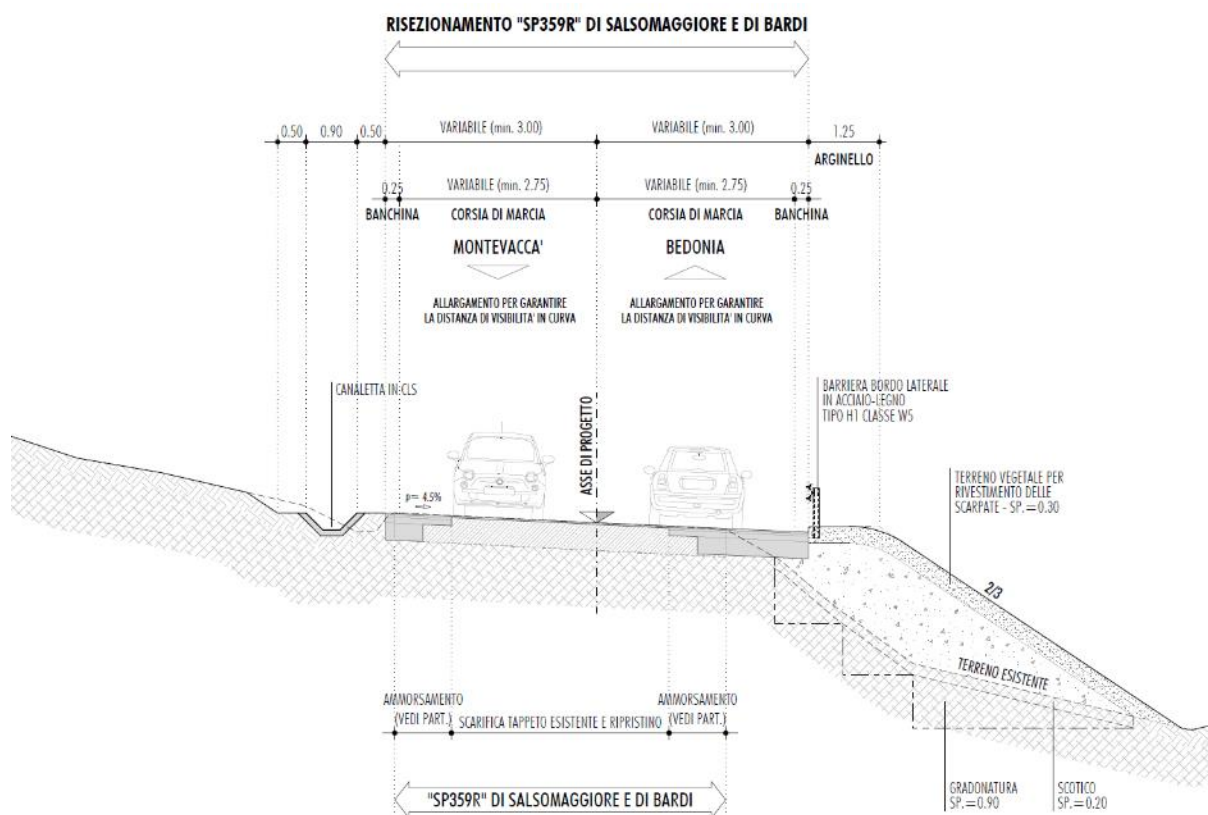 RISEZIONAMENTO "SP359R" DI SALSOMAGGIORE E DI BARDI
0.50 0.90 0.50 VARIABILE (min. 3.00) VARIABILE (min. 3.00) 1.25
ARGINELLO
0.25 VARIABILE (min. 2.75) VARIABILE (min. 2.75) 0.25
BANCHINA CORSIA DI MARCIA CORSIA DI MARCIA BANCHINA
MONTEVACCA' BEDONIA
ALLARGAMENTO PER GARANTIRE
LA DISTANZA DI VISIBILITA' IN CURVA
ALLARGAMENTO PER GARANTIRE
LA DISTANZA DI VISIBILITA' IN CURVA
CANALETTA IN CLS
ASSE DI PROGETTO
BARRIERA BORDO LATERALE
IN ACCIAIO-LEGNO
TIPO H1 CLASSE W5
p= 4.5%
TERRENO VEGETALE PER
RIVESTIMENTO DELLE
SCARPATE - SP.=0.30
2/3
TERRENO ESISTENTE
AMMORSAMENTO
(VEDI PART.)
SCARIFICA TAPPETO ESISTENTE E RIPRISTINO
AMMORSAMENTO
(VEDI PART.)
GRADONATURA
SP.=0.90
SCOTICO
SP.=0.20
"SP359R" DI SALSOMAGGIORE E DI BARDI